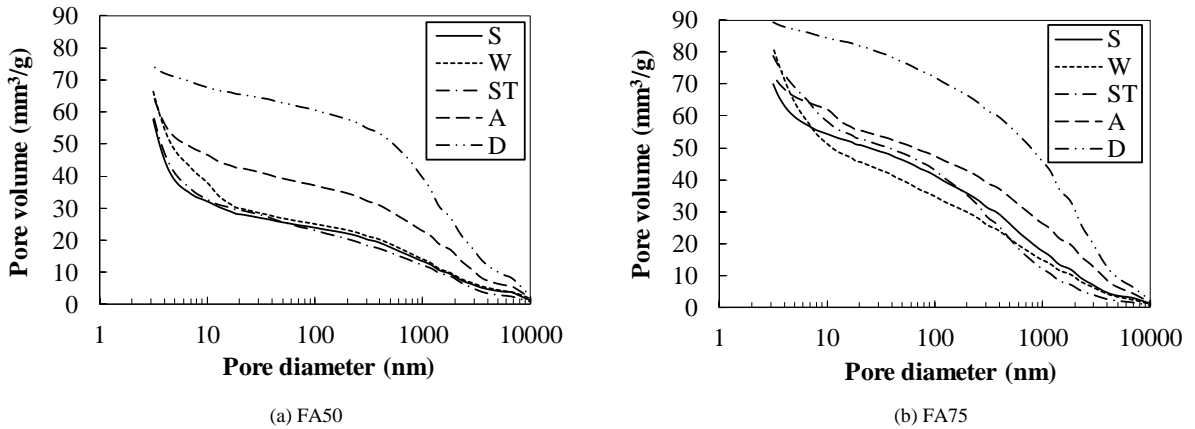 Pore volume (mm³/g)
90
80
70
60
50
40
30
20
10
0
1 10 100 1000 10000
Pore diameter (nm)
S
W
ST
A
D
(a) FA50
Pore volume (mm³/g)
90
80
70
60
50
40
30
20
10
0
1 10 100 1000 10000
Pore diameter (nm)
S
W
ST
A
D
(b) FA75